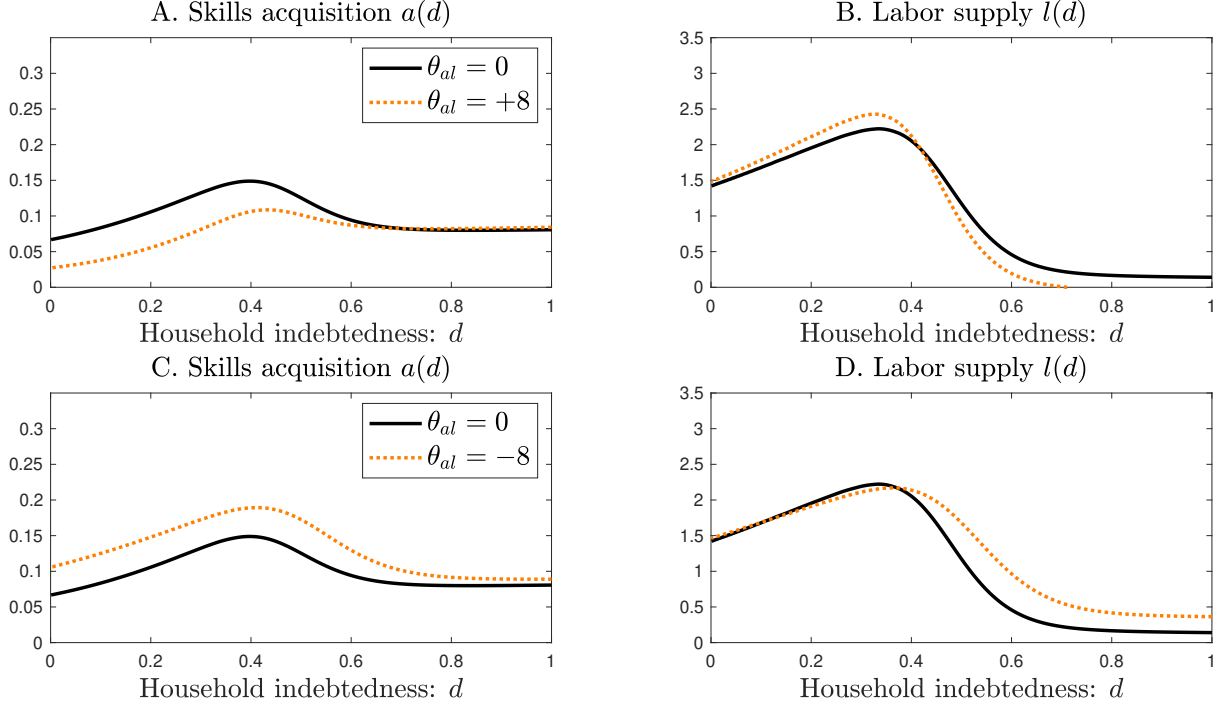 A. Skills acquisition a(d)
0.3
0.25
0.2
0.15
0.1
0.05
0
θ_al = 0
θ_al = +8
0 0.2 0.4 0.6 0.8 1
Household indebtedness: d
B. Labor supply l(d)
3.5
3
2.5
2
1.5
1
0.5
0
0 0.2 0.4 0.6 0.8 1
Household indebtedness: d
C. Skills acquisition a(d)
0.3
0.25
0.2
0.15
0.1
0.05
0
θ_al = 0
θ_al = −8
0 0.2 0.4 0.6 0.8 1
Household indebtedness: d
D. Labor supply l(d)
3.5
3
2.5
2
1.5
1
0.5
0
0 0.2 0.4 0.6 0.8 1
Household indebtedness: d